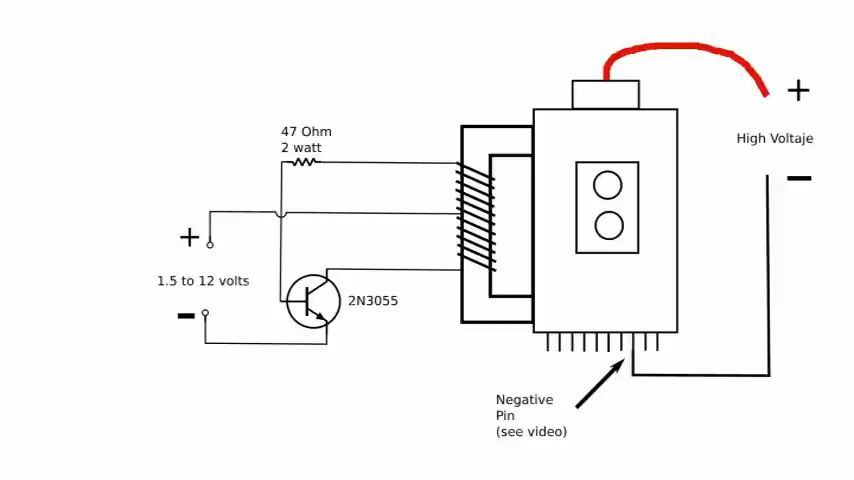 47 Ohm
2 watt
+
High Voltaje
-
+
1.5 to 12 volts
-
2N3055
Negative
Pin
(see video)